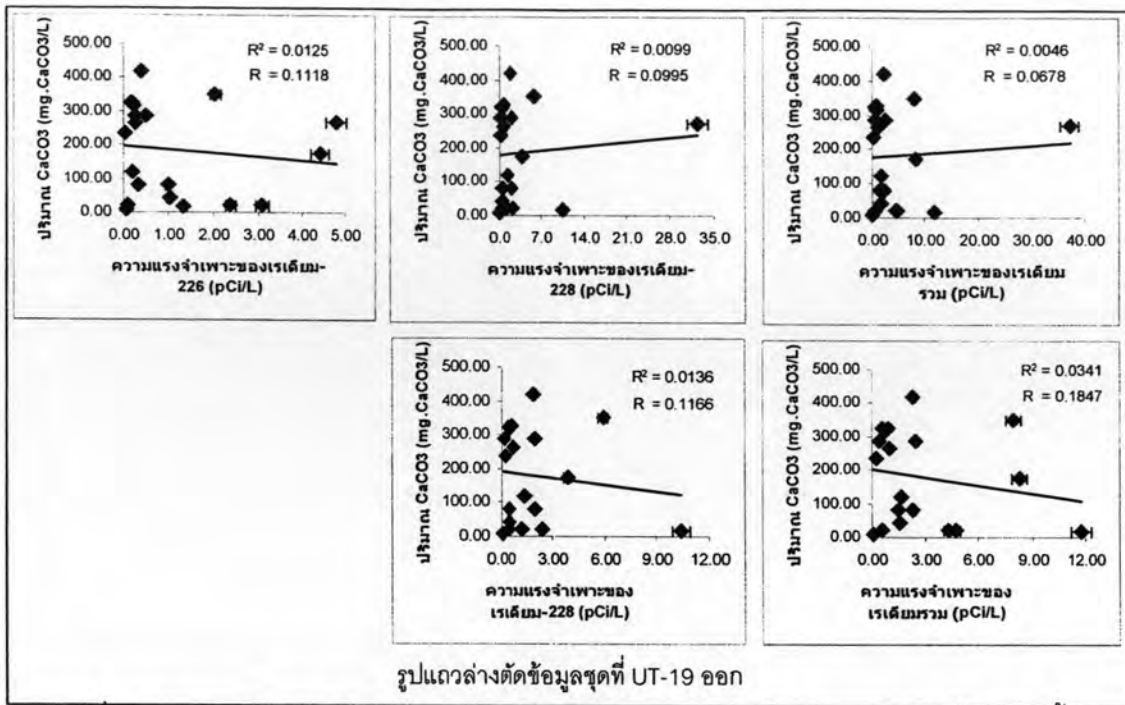 500.00
400.00
300.00
200.00
100.00
0.00
R² = 0.0125
R = 0.1118
ปริมาณ CaCO3 (mg.CaCO3/L)
0.00 1.00 2.00 3.00 4.00 5.00
ความแรงจำเพาะของเรเดียม-
226 (pCi/L)
500.00
400.00
300.00
200.00
100.00
0.00
R² = 0.0099
R = 0.0995
ปริมาณ CaCO3 (mg.CaCO3/L)
0.0 7.0 14.0 21.0 28.0 35.0
ความแรงจำเพาะของเรเดียม-
228 (pCi/L)
500.00
400.00
300.00
200.00
100.00
0.00
R² = 0.0046
R = 0.0678
ปริมาณ CaCO3 (mg.CaCO3/L)
0.00 10.00 20.00 30.00 40.00
ความแรงจำเพาะของเรเดียม
รวม (pCi/L)
500.00
400.00
300.00
200.00
100.00
0.00
R² = 0.0136
R = 0.1166
ปริมาณ CaCO3 (mg.CaCO3/L)
0.00 3.00 6.00 9.00 12.00
ความแรงจำเพาะของ
เรเดียม-228 (pCi/L)
500.00
400.00
300.00
200.00
100.00
0.00
R² = 0.0341
R = 0.1847
ปริมาณ CaCO3 (mg.CaCO3/L)
0.00 3.00 6.00 9.00 12.00
ความแรงจำเพาะของ
เรเดียมรวม (pCi/L)
รูปแถวล่างตัดข้อมูลชุดที่ UT-19 ออก